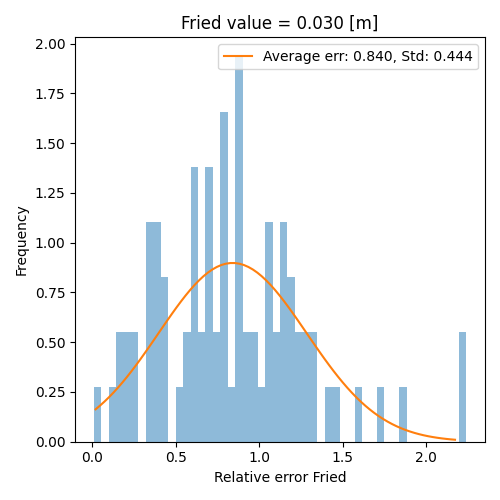 Fried value = 0.030 [m]
Average err: 0.840, Std: 0.444
2.00
1.75
1.50
1.25
1.00
0.75
0.50
0.25
0.00
Frequency
0.0 0.5 1.0 1.5 2.0
Relative error Fried